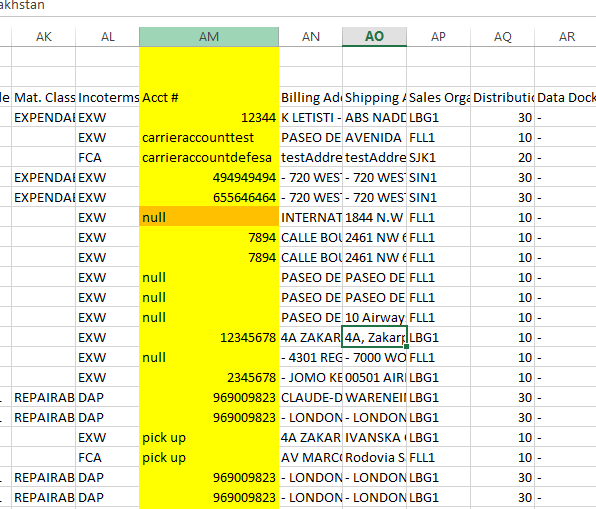 akhstan
AK AL AM AN AO AP AQ AR
le Mat. Class Incoterms Acct # Billing Add Shipping A Sales Orga Distributio Data Dock
EXPENDAE EXW 12344 K LETISTI - ABS NADD LBG1 30 -
EXW carrieraccounttest PASEO DE AVENIDA FLL1 10 -
FCA carrieraccountdefesa testAddre testAddre SJK1 20 -
EXPENDAE EXW 494949494 - 720 WEST - 720 WEST SIN1 30 -
EXPENDAE EXW 655646464 - 720 WEST - 720 WEST SIN1 30 -
EXW null INTERNAT 1844 N.W FLL1 10 -
EXW 7894 CALLE BOU 2461 NW 6 FLL1 10 -
EXW 7894 CALLE BOU 2461 NW 6 FLL1 10 -
EXW null PASEO DE PASEO DE FLL1 10 -
EXW null PASEO DE PASEO DE FLL1 10 -
EXW null PASEO DE 10 Airway FLL1 10 -
EXW 12345678 4A ZAKAR 4A, Zakarp LBG1 10 -
EXW null - 4301 REG - 7000 WO FLL1 10 -
EXW 2345678 - JOMO KE 00501 AIRI LBG1 10 -
REPAIRAB DAP 969009823 CLAUDE-D WARENEIN LBG1 30 -
REPAIRAB DAP 969009823 - LONDON - LONDON LBG1 30 -
EXW pick up 4A ZAKAR IVANSKA LBG1 10 -
FCA pick up AV MARCO Rodovia S FLL1 10 -
REPAIRAB DAP 969009823 - LONDON - LONDON LBG1 30 -
REPAIRAB DAP 969009823 - LONDON - LONDON LBG1 30 -